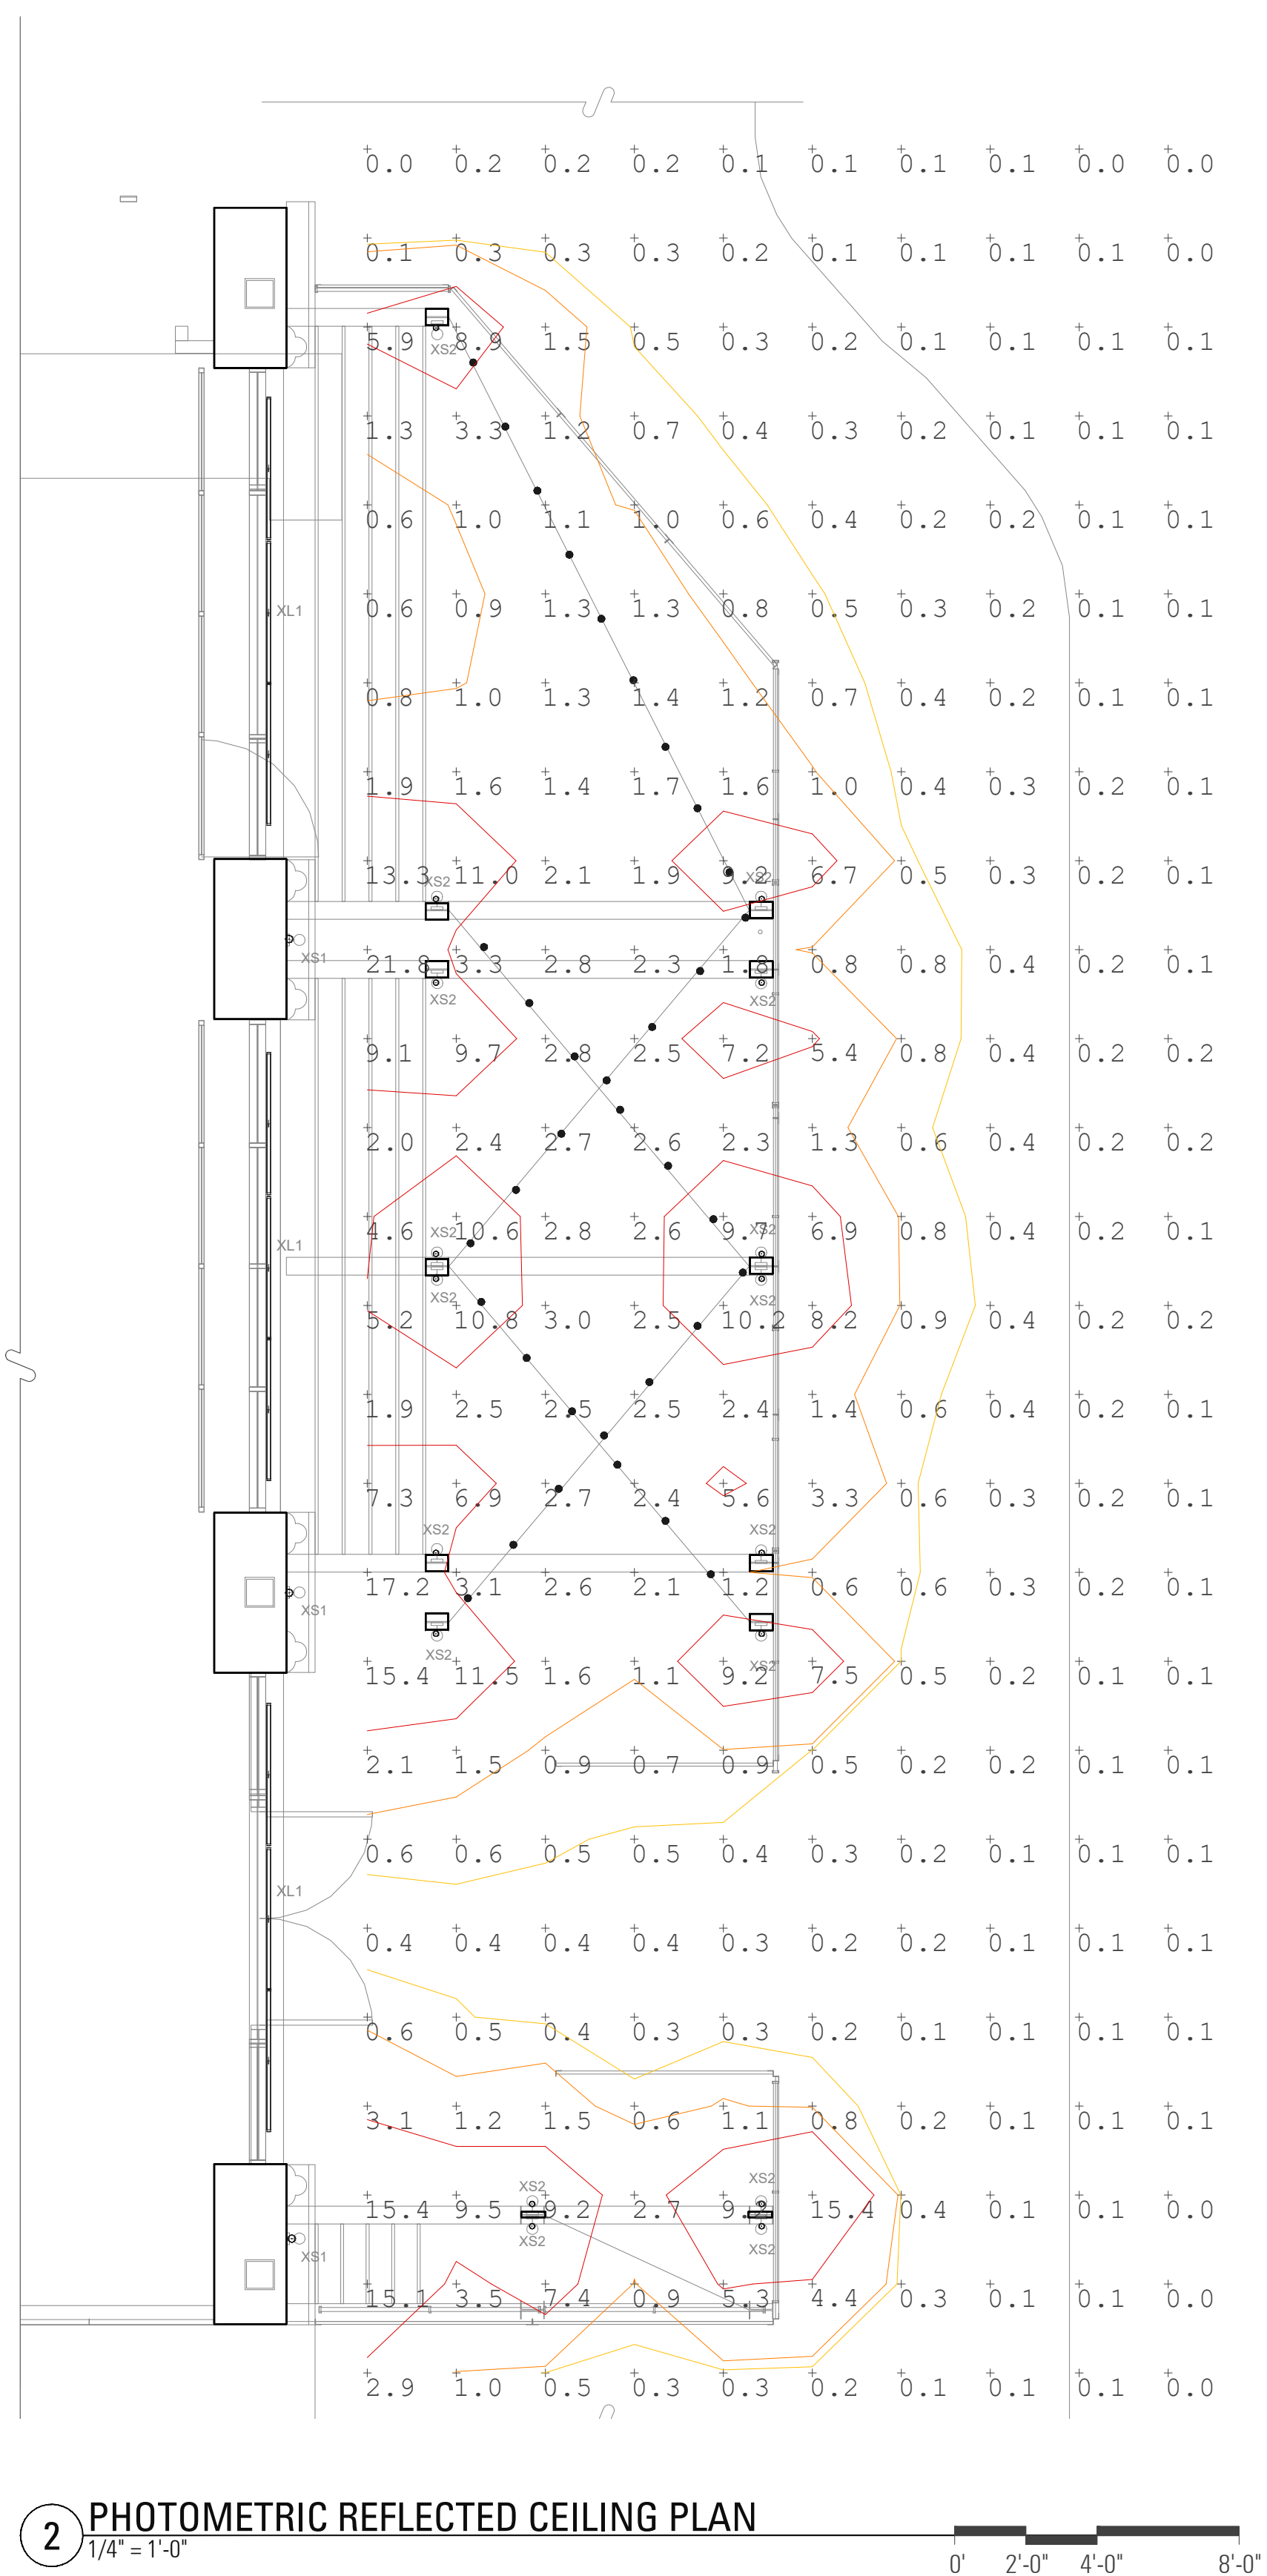 0.0 0.2 0.2 0.2 0.1 0.1 0.1 0.1 0.0 0.0
0.1 0.3 0.3 0.3 0.2 0.1 0.1 0.1 0.1 0.0
5.9 8.9 1.5 0.5 0.3 0.2 0.1 0.1 0.1 0.1
XS2
1.3 3.3 1.2 0.7 0.4 0.3 0.2 0.1 0.1 0.1
0.6 1.0 1.1 1.0 0.6 0.4 0.2 0.2 0.1 0.1
XL1 0.6 0.9 1.3 1.3 0.8 0.5 0.3 0.2 0.1 0.1
0.8 1.0 1.3 1.4 1.2 0.7 0.4 0.2 0.1 0.1
1.9 1.6 1.4 1.7 1.6 1.0 0.4 0.3 0.2 0.1
13.3 11.0 2.1 1.9 9.2 6.7 0.5 0.3 0.2 0.1
XS2 XS2
XS1 21.8 3.3 2.8 2.3 1.8 0.8 0.8 0.4 0.2 0.1
XS2 XS2
9.1 9.7 2.8 2.5 7.2 5.4 0.8 0.4 0.2 0.2
2.0 2.4 2.7 2.6 2.3 1.3 0.6 0.4 0.2 0.2
4.6 10.6 2.8 2.6 9.7 6.9 0.8 0.4 0.2 0.1
XS2 XS2
XL1
XS2 XS2
5.2 10.8 3.0 2.5 10.2 8.2 0.9 0.4 0.2 0.2
1.9 2.5 2.5 2.5 2.4 1.4 0.6 0.4 0.2 0.1
7.3 6.9 2.7 2.4 5.6 3.3 0.6 0.3 0.2 0.1
XS2 XS2
17.2 3.1 2.6 2.1 1.2 0.6 0.6 0.3 0.2 0.1
XS1
XS2 XS2
15.4 11.5 1.6 1.1 9.2 7.5 0.5 0.2 0.1 0.1
2.1 1.5 0.9 0.7 0.9 0.5 0.2 0.2 0.1 0.1
0.6 0.6 0.5 0.5 0.4 0.3 0.2 0.1 0.1 0.1
XL1
0.4 0.4 0.4 0.4 0.3 0.2 0.2 0.1 0.1 0.1
0.6 0.5 0.4 0.3 0.3 0.2 0.1 0.1 0.1 0.1
3.1 1.2 1.5 0.6 1.1 0.8 0.2 0.1 0.1 0.1
XS2 XS2
15.4 9.5 9.2 2.7 9.2 15.4 0.4 0.1 0.1 0.0
XS2 XS2
XS1
15.1 3.5 7.4 0.9 5.3 4.4 0.3 0.1 0.1 0.0
2.9 1.0 0.5 0.3 0.3 0.2 0.1 0.1 0.1 0.0
2 PHOTOMETRIC REFLECTED CEILING PLAN
1/4" = 1'-0"
0' 2'-0" 4'-0" 8'-0"